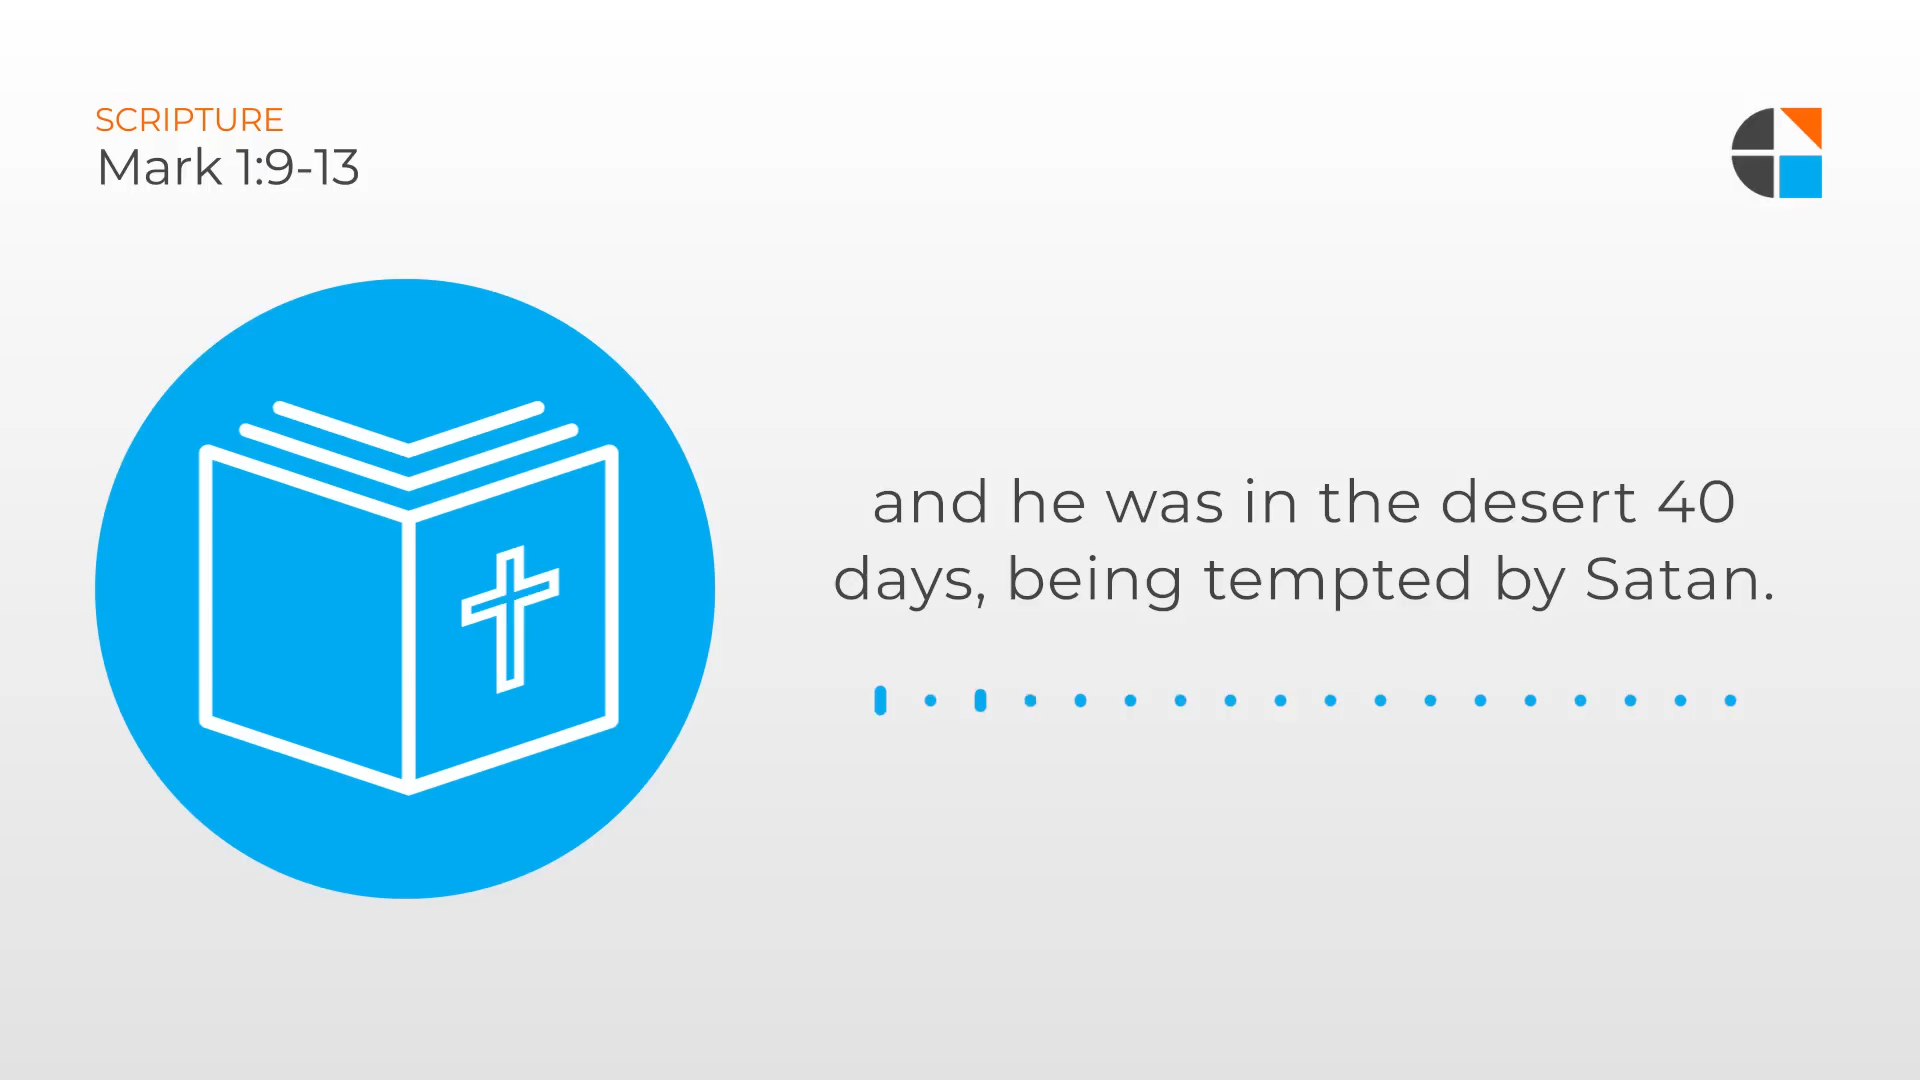 SCRIPTURE
Mark 1:9-13
and he was in the desert 40
days, being tempted by Satan.